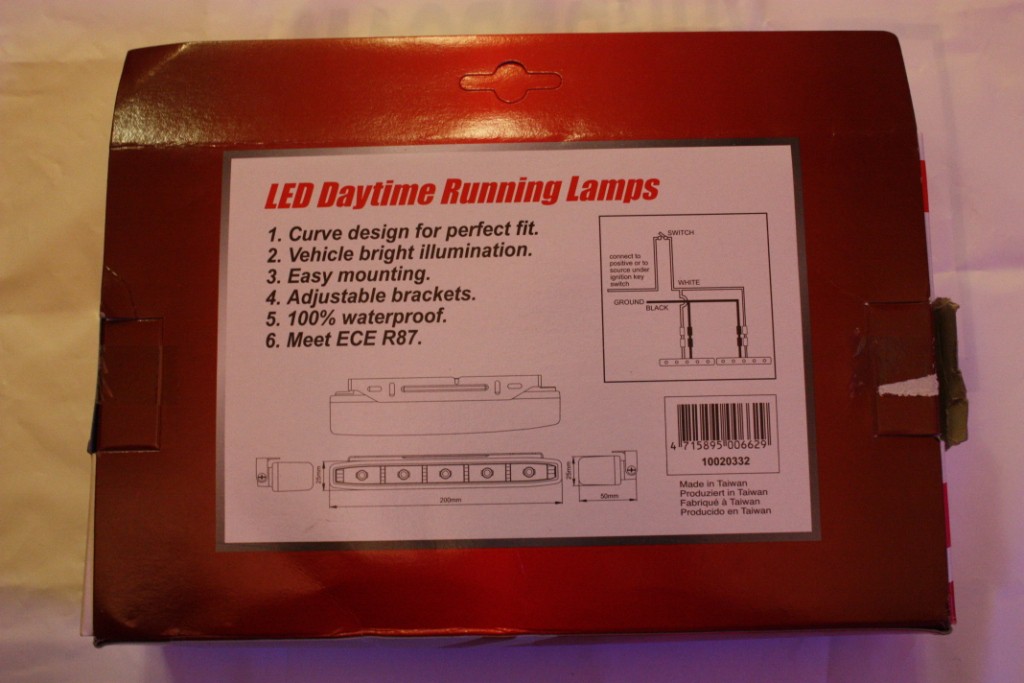 LED Daytime Running Lamps
1. Curve design for perfect fit.
2. Vehicle bright illumination.
3. Easy mounting.
4. Adjustable brackets.
5. 100% waterproof.
6. Meet ECE R87.
SWITCH
connect to
positive or to
source under
ignition key
switch
WHITE
GROUND
BLACK
25mm
200mm
25mm
50mm
4 715895 006629
10020332
Made in Taiwan
Produziert in Taiwan
Fabriqué à Taiwan
Producido en Taiwan